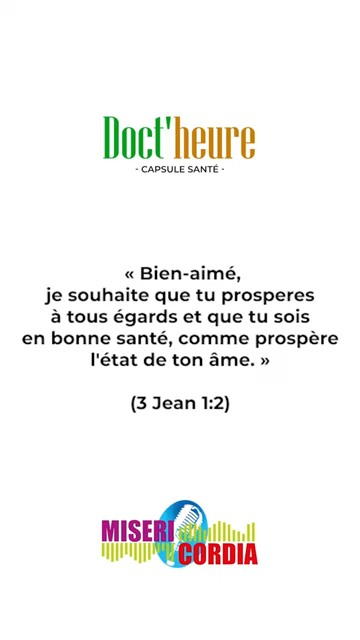 Doct'heure
- CAPSULE SANTÉ -
« Bien-aimé,
je souhaite que tu prosperes
à tous égards et que tu sois
en bonne santé, comme prospère
l'état de ton âme. »
(3 Jean 1:2)
MISERI
CORDIA